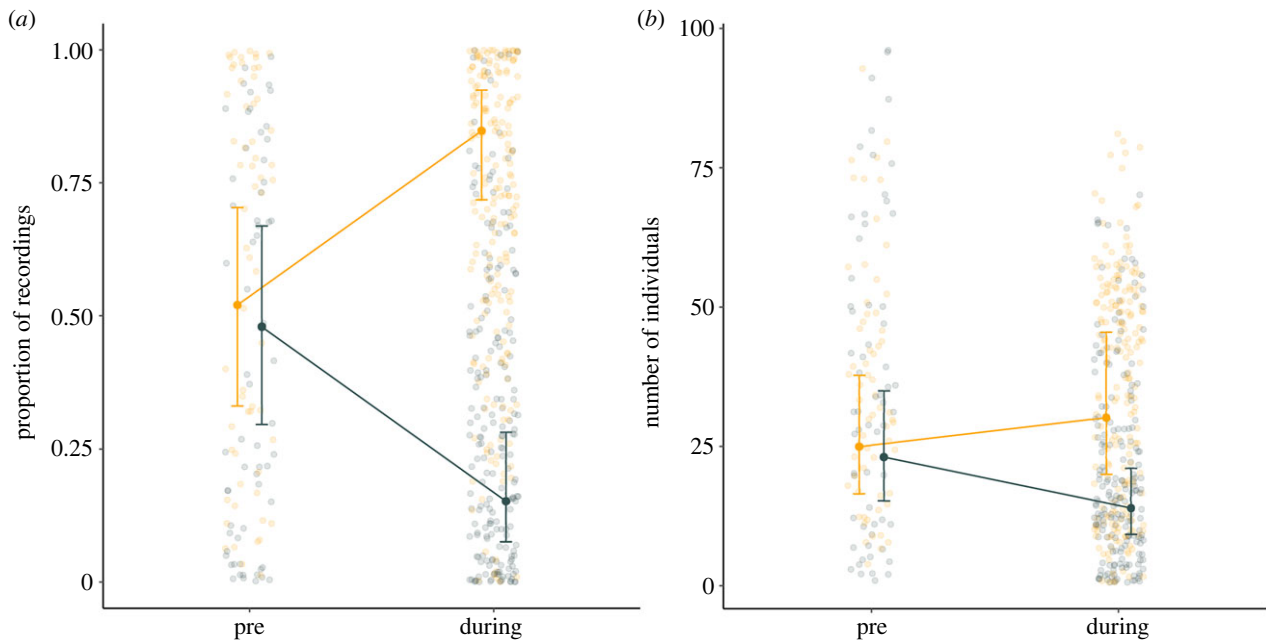 (a)
1.00
0.75
0.50
0.25
0
proportion of recordings
pre during
(b)
100
75
50
25
0
number of individuals
pre during